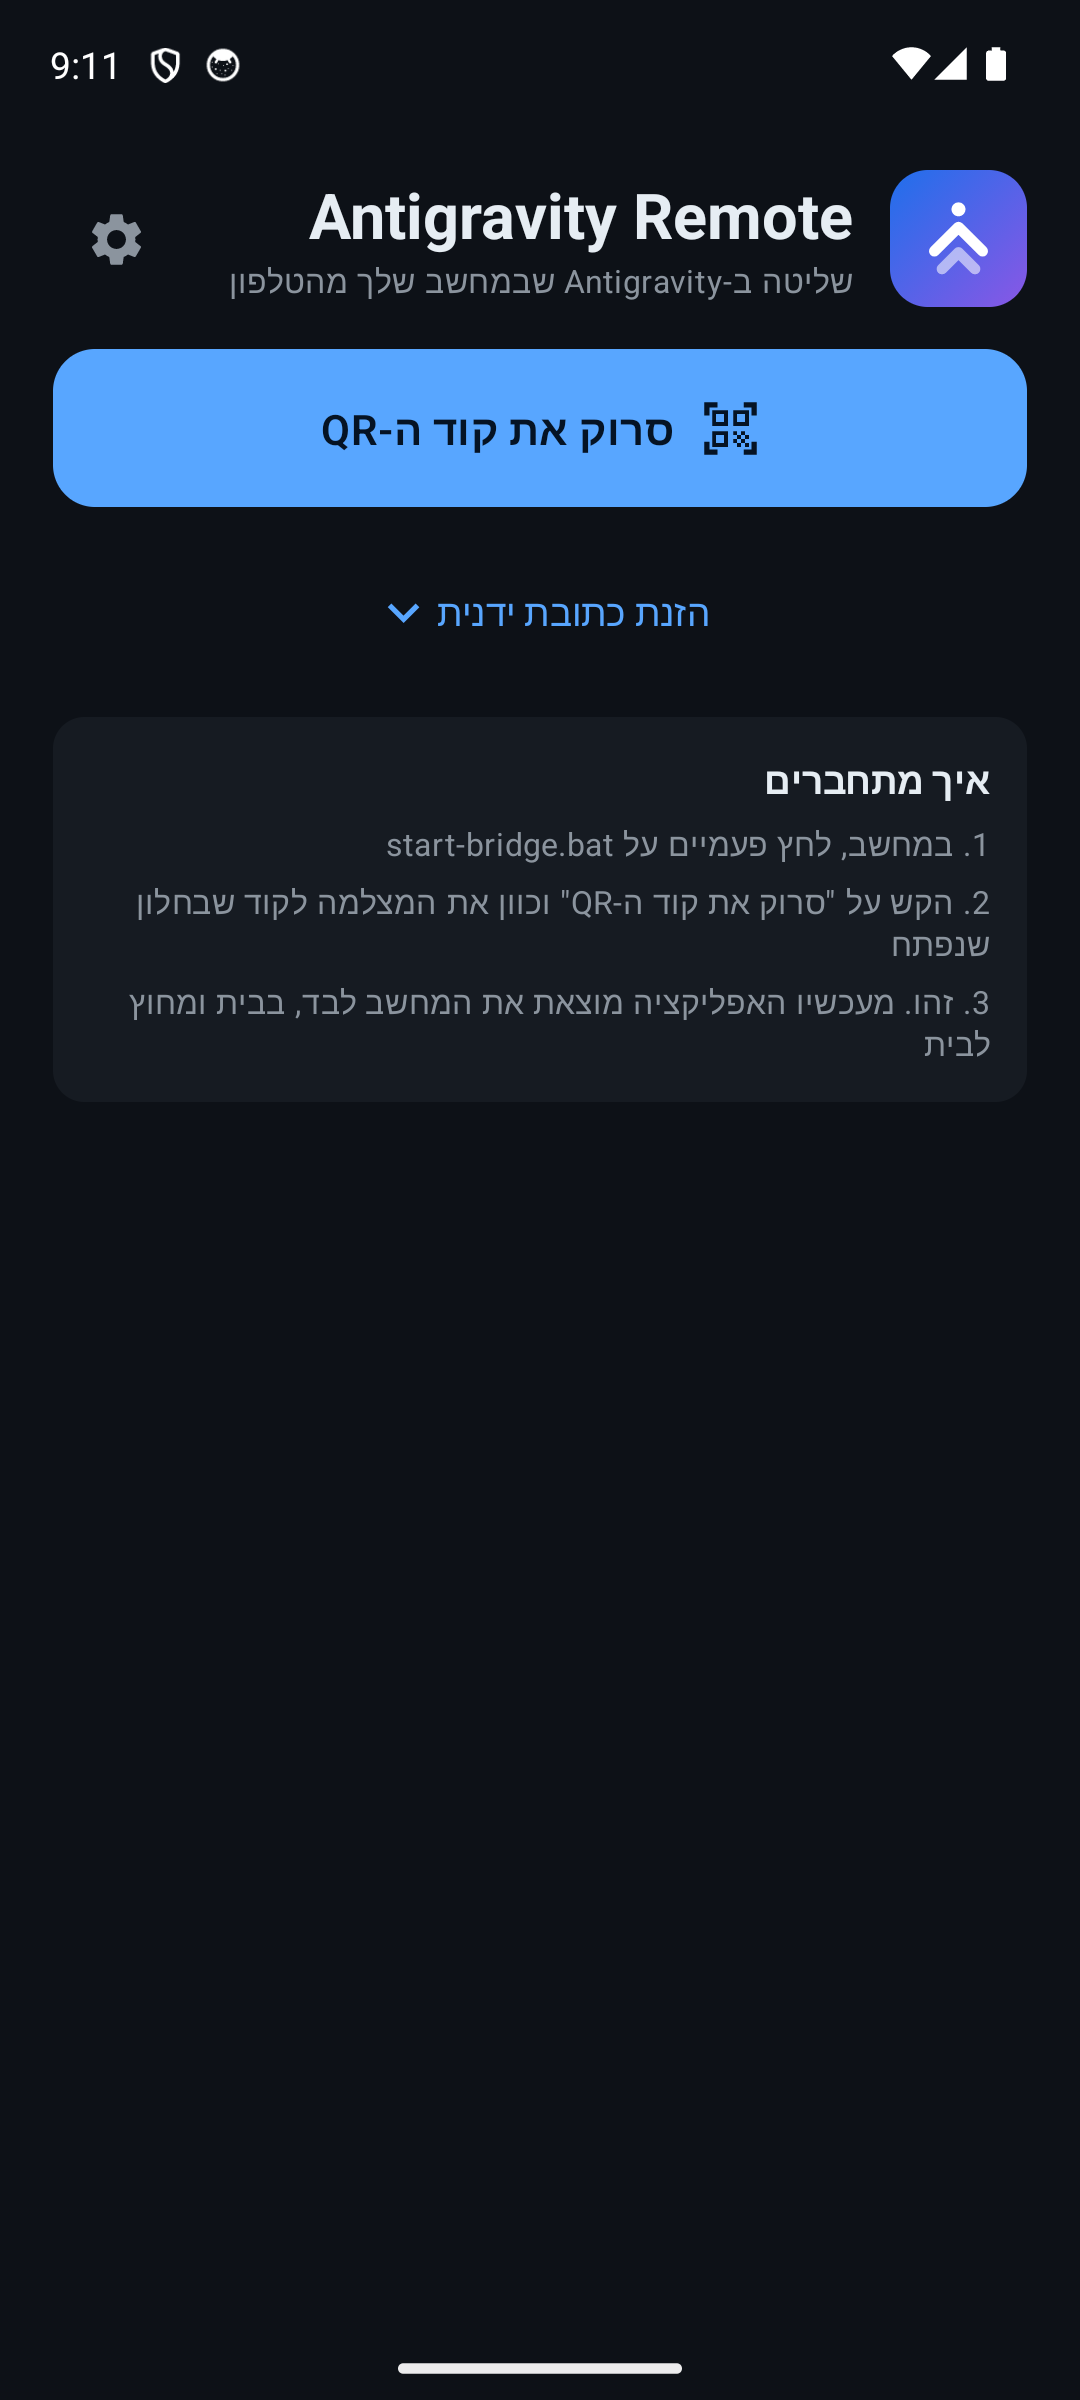 9:11
Antigravity Remote
שליטה ב-Antigravity שבמחשב שלך מהטלפון
סרוק את קוד ה-QR
הזנת כתובת ידנית
איך מתחברים
1. במחשב, לחץ פעמיים על start-bridge.bat
2. הקש על "סרוק את קוד ה-QR" וכוון את המצלמה לקוד שבחלון
שנפתח
3. זהו. מעכשיו האפליקציה מוצאת את המחשב לבד, בבית ומחוץ
לבית